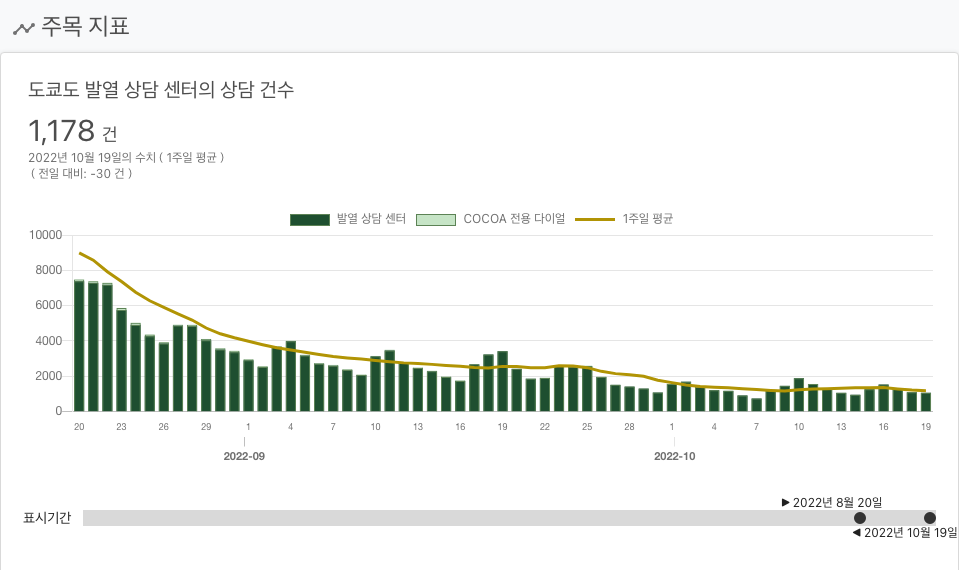 주목 지표
도쿄도 발열 상담 센터의 상담 건수
1,178 건
2022년 10월 19일의 수치 ( 1주일 평균 )
( 전일 대비: -30 건 )
발열 상담 센터 COCOA 전용 다이얼 1주일 평균
10000
8000
6000
4000
2000
0
20 23 26 29 1 4 7 10 13 16 19 22 25 28 1 4 7 10 13 16 19
2022-09 2022-10
▶ 2022년 8월 20일
표시기간
◀ 2022년 10월 19일